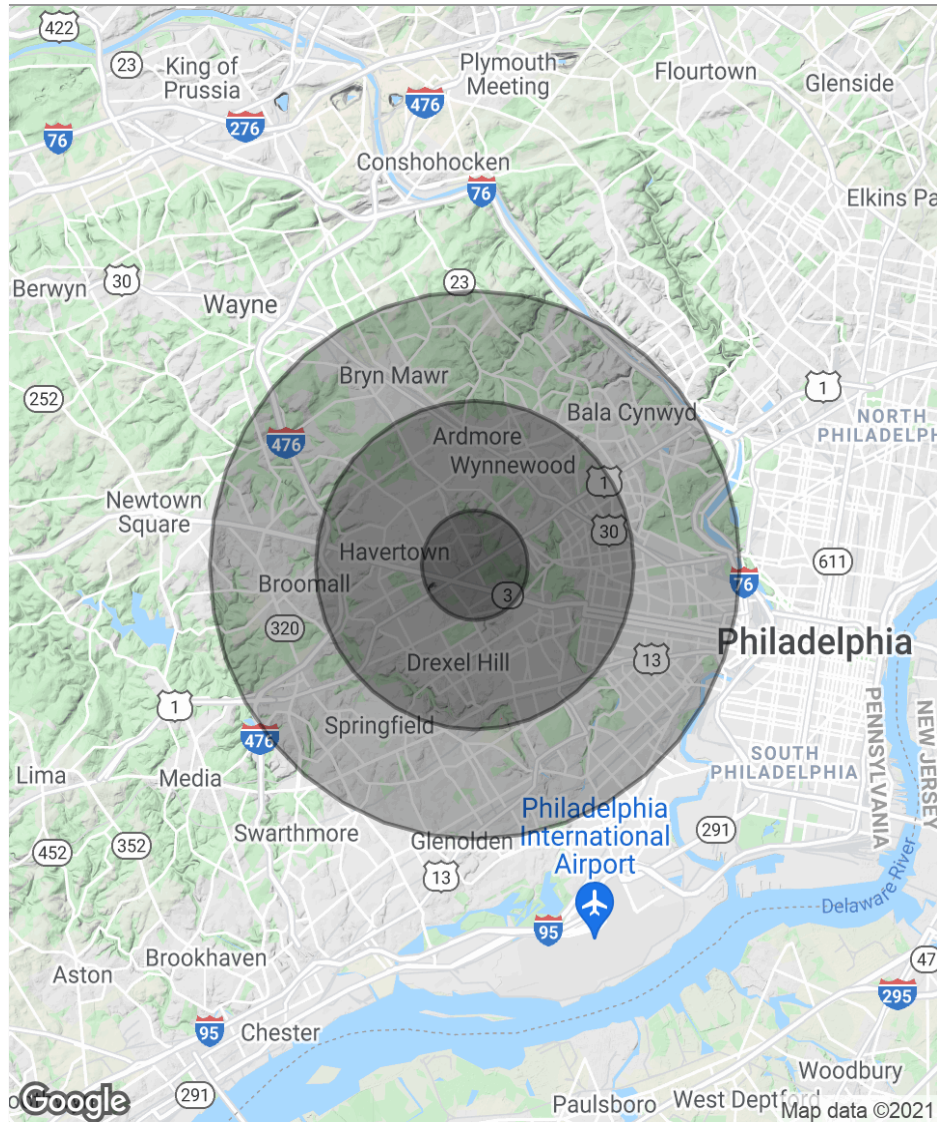 422
23
King of
Prussia
Plymouth
Meeting
Flourtown
Glenside
76
276
476
Conshohocken
76
Elkins Pa
Berwyn
30
Wayne
23
252
Bryn Mawr
1
476
Bala Cynwyd
NORTH
PHILADELPH
Ardmore
Wynnewood
Newtown
Square
1
30
Havertown
Broomall
3
76
611
320
Drexel Hill
13
Philadelphia
1
476
Springfield
PENNSYLVANIA
NEW JERSEY
Lima
Media
SOUTH
PHILADELPHIA
Swarthmore
Glenolden
Philadelphia
International
Airport
291
452
352
13
Delaware River
95
Aston
Brookhaven
47
295
95
Chester
291
Google
Paulsboro
West Deptford
Woodbury
Map data ©2021